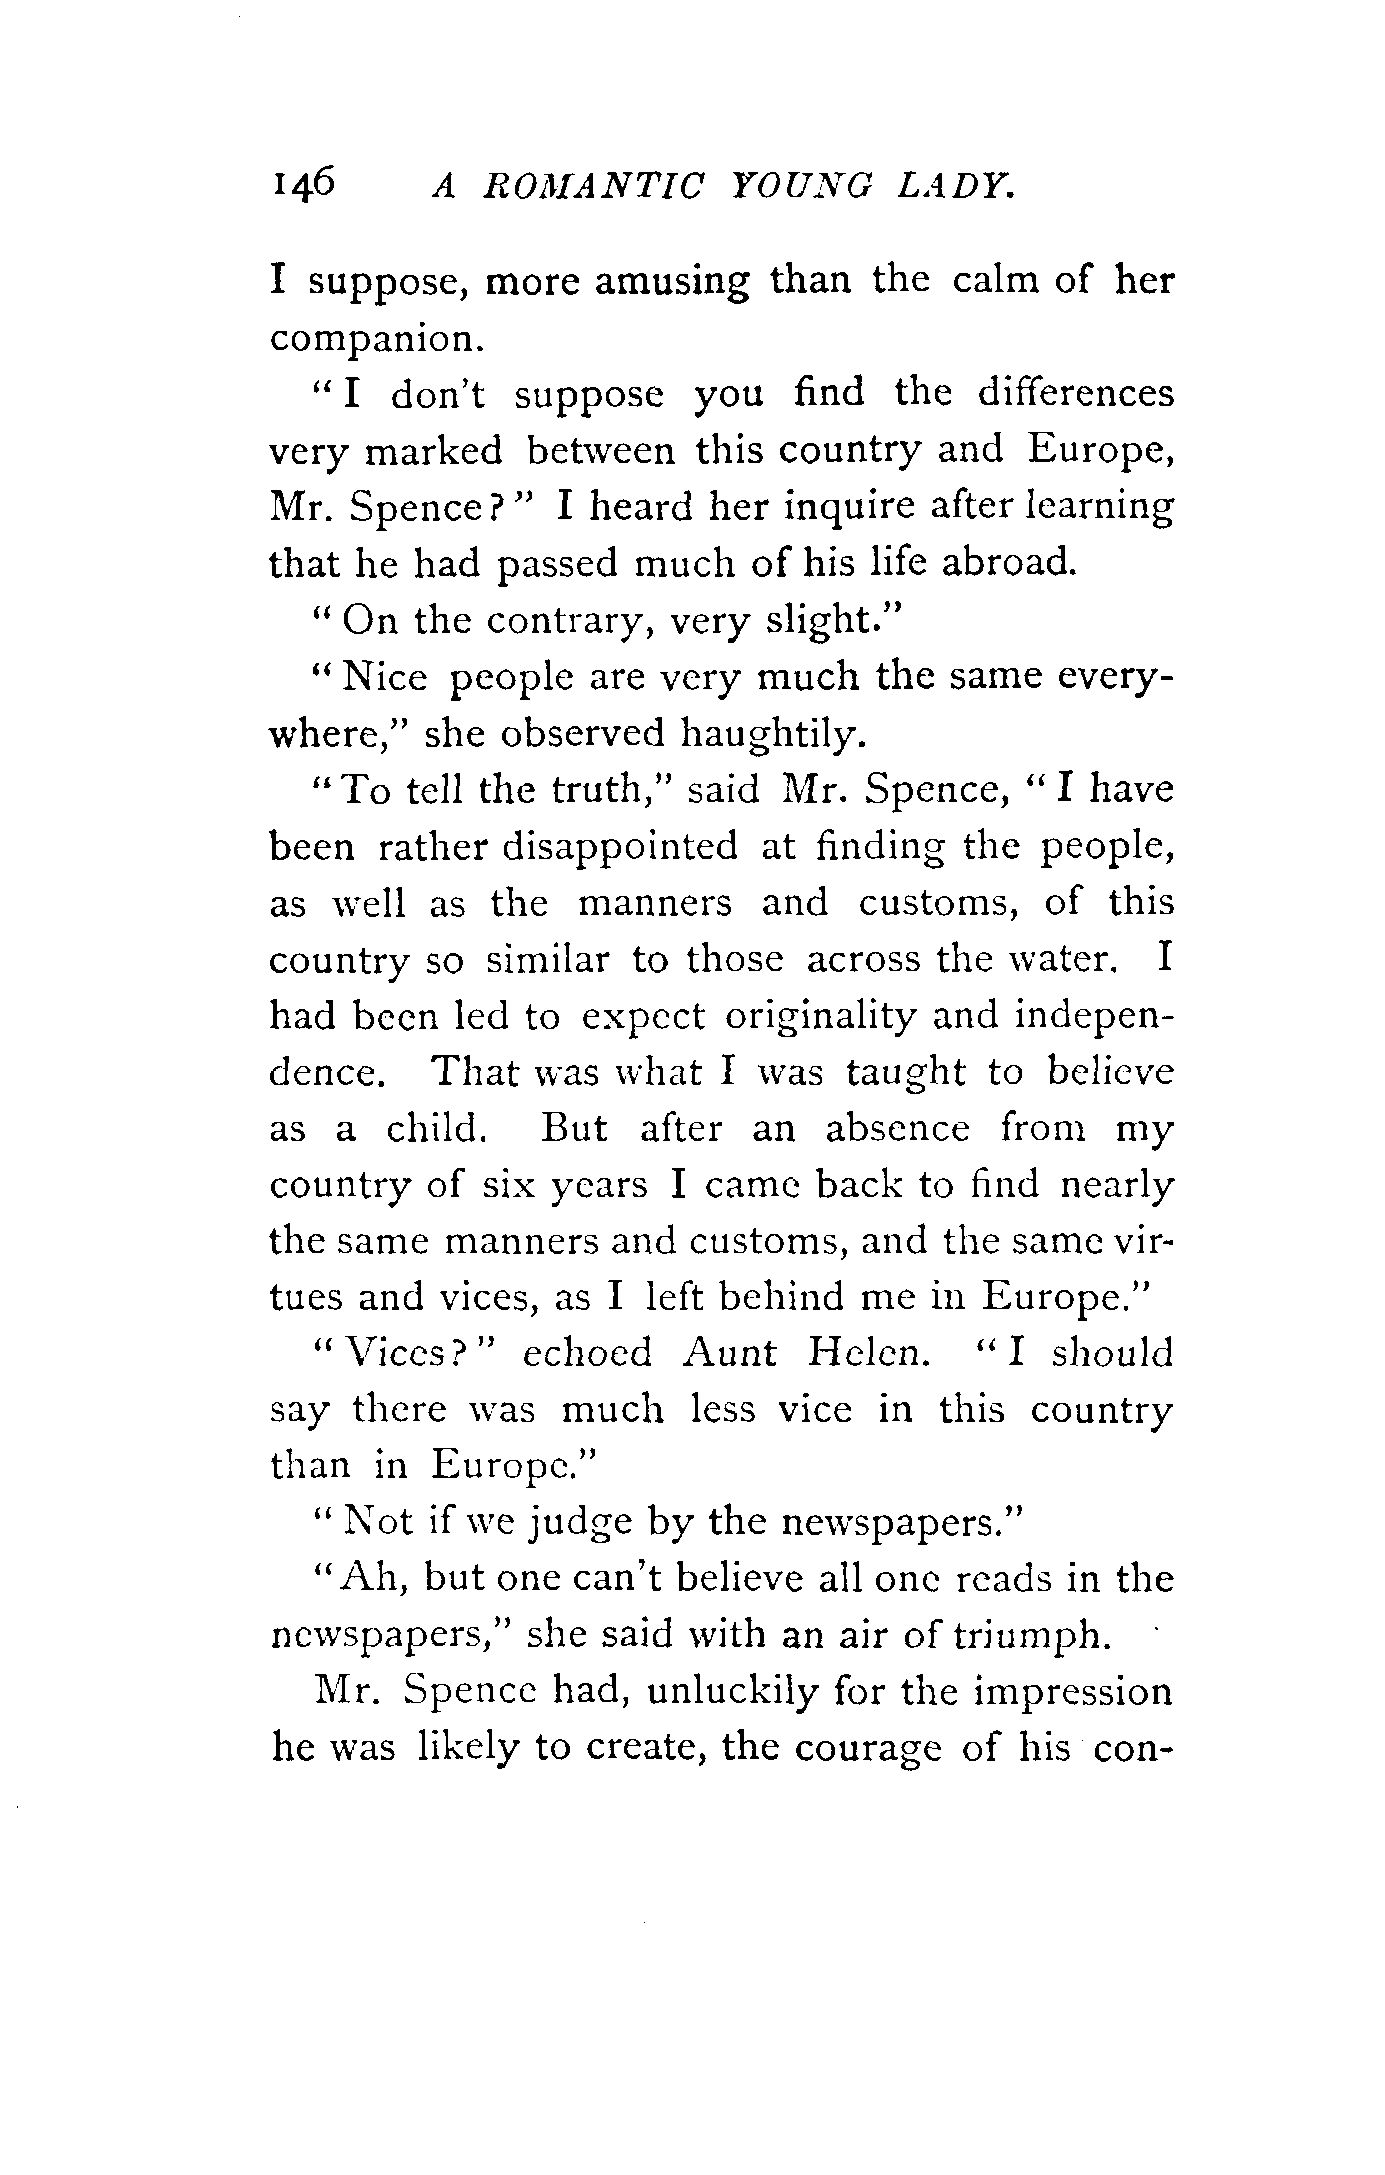 146 A ROMANTIC YOUNG LADY.
I suppose, more amusing than the calm of her
companion.
“ I don't suppose you find the differences
very marked between this country and Europe,
Mr. Spence? ” I heard her inquire after learning
that he had passed much of his life abroad.
“ On the contrary, very slight.”
“ Nice people are very much the same every-
where,” she observed haughtily.
“ To tell the truth,” said Mr. Spence, “ I have
been rather disappointed at finding the people,
as well as the manners and customs, of this
country so similar to those across the water. I
had been led to expect originality and indepen-
dence. That was what I was taught to believe
as a child. But after an absence from my
country of six years I came back to find nearly
the same manners and customs, and the same vir-
tues and vices, as I left behind me in Europe.”
“ Vices? ” echoed Aunt Helen. “ I should
say there was much less vice in this country
than in Europe.”
“ Not if we judge by the newspapers.”
“ Ah, but one can't believe all one reads in the
newspapers,” she said with an air of triumph.
Mr. Spence had, unluckily for the impression
he was likely to create, the courage of his con-